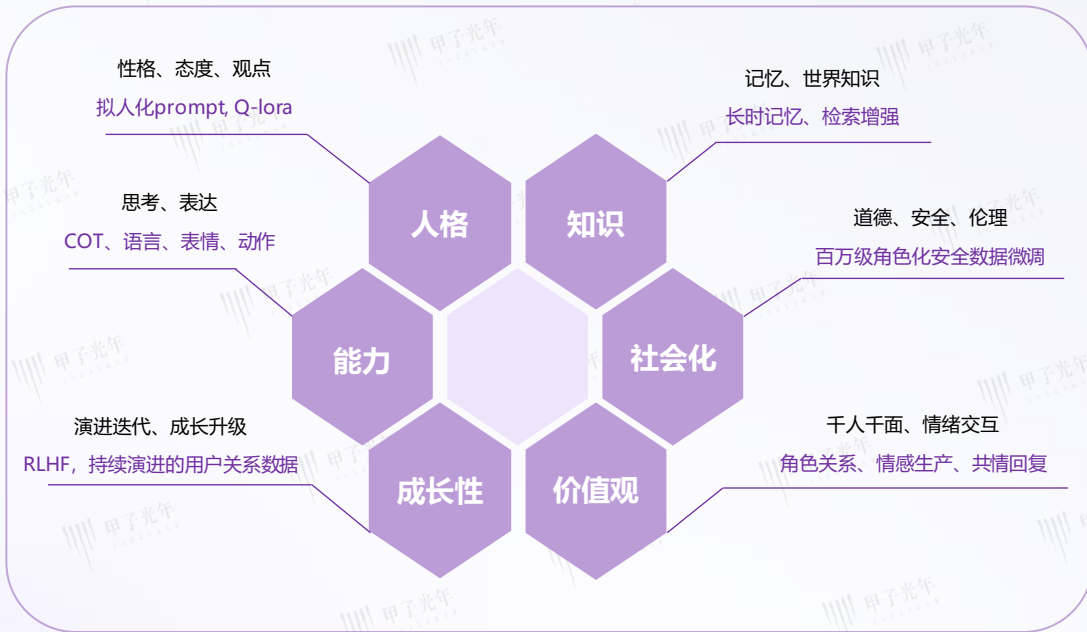 性格、态度、观点
拟人化prompt, Q-lora
记忆、世界知识
长时记忆、检索增强
思考、表达
COT、语言、表情、动作
道德、安全、伦理
百万级角色化安全数据微调
演进迭代、成长升级
RLHF，持续演进的用户关系数据
千人千面、情绪交互
角色关系、情感生产、共情回复
人格
知识
能力
社会化
成长性
价值观
甲子光年